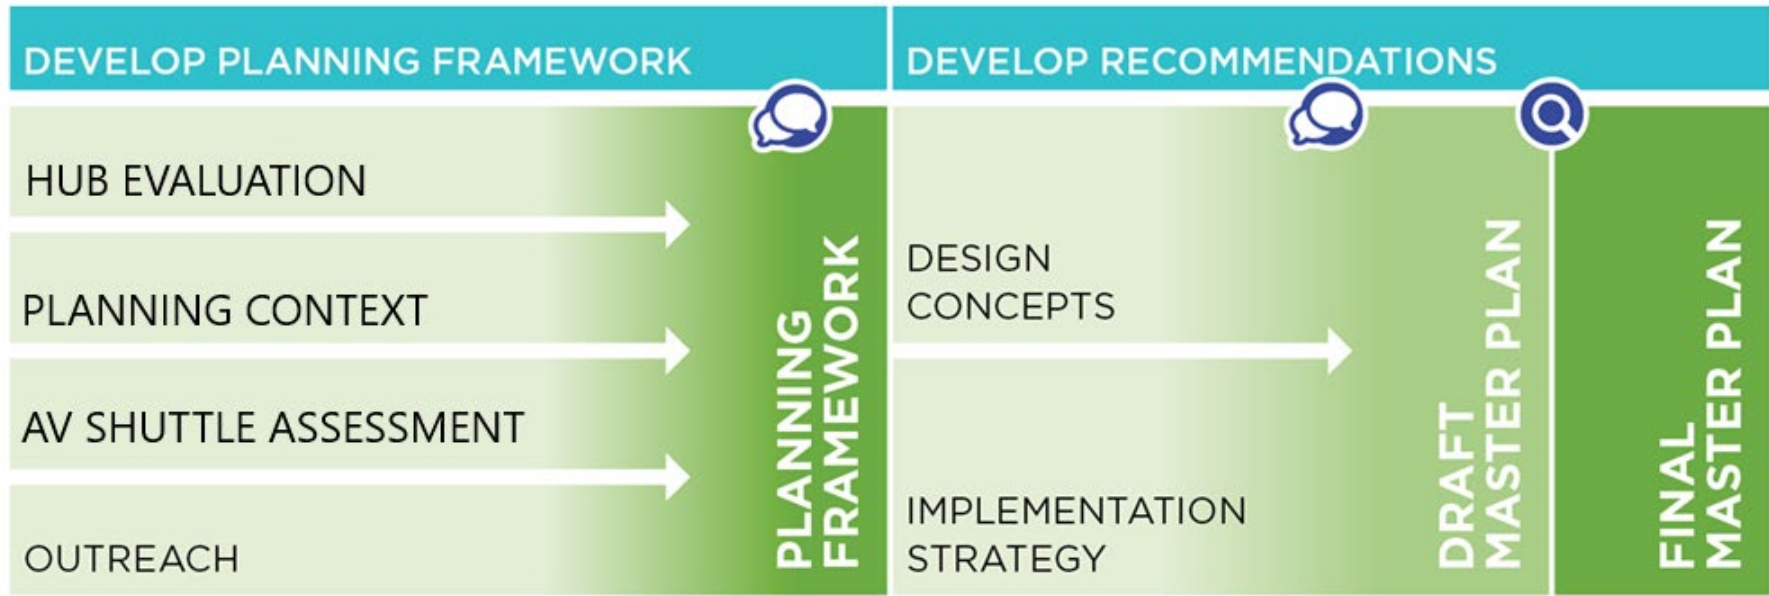 DEVELOP PLANNING FRAMEWORK
HUB EVALUATION
PLANNING CONTEXT
AV SHUTTLE ASSESSMENT
OUTREACH
PLANNING
FRAMEWORK
DEVELOP RECOMMENDATIONS
DESIGN
CONCEPTS
IMPLEMENTATION
STRATEGY
DRAFT
MASTER PLAN
FINAL
MASTER PLAN